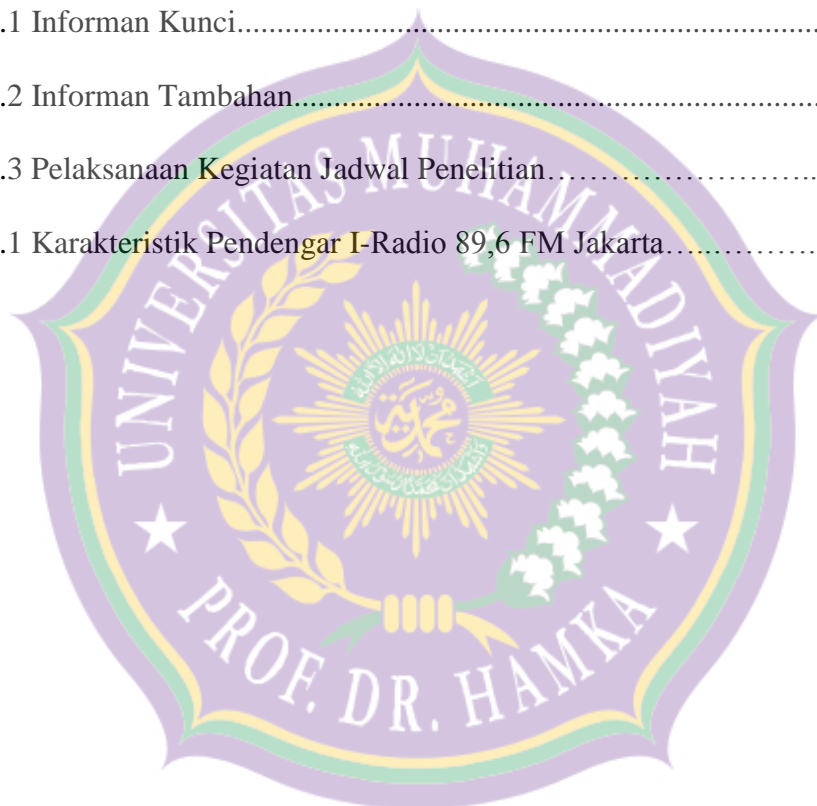 .1 Informan Kunci.....................................................................................
.2 Informan Tambahan.............................................................................
.3 Pelaksanaan Kegiatan Jadwal Penelitian……………………..
.1 Karakteristik Pendengar I-Radio 89,6 FM Jakarta…..………….
UNIVERSITAS MUHAMMADIYAH
PROF. DR. HAMKA